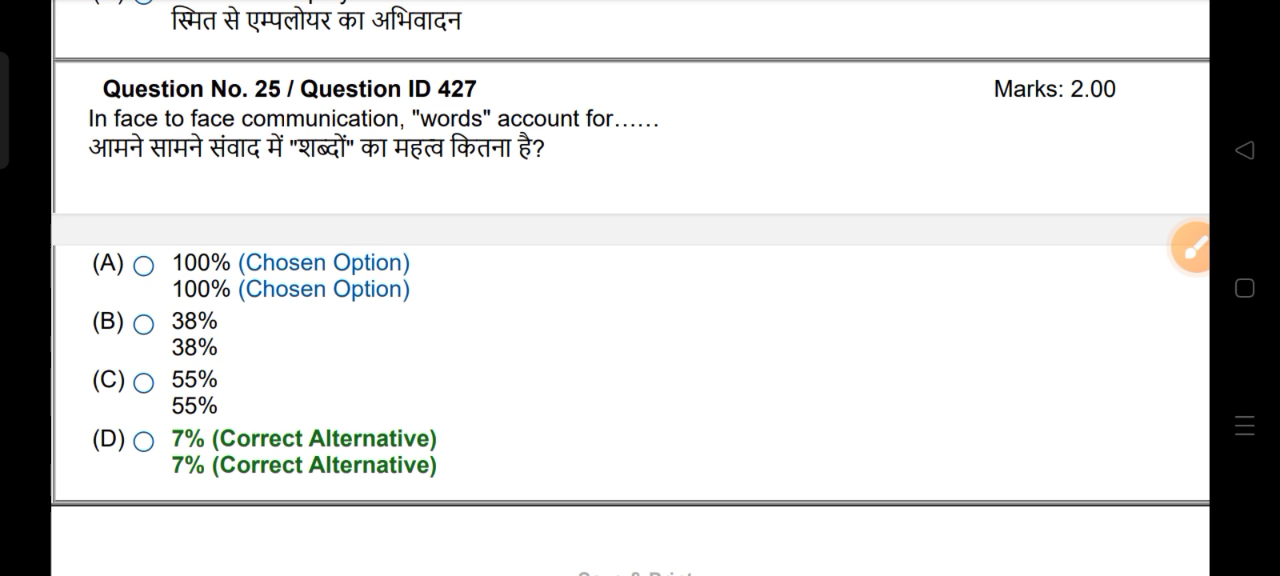 स्मित से एम्पलोयर का अभिवादन
Question No. 25 / Question ID 427
Marks: 2.00
In face to face communication, "words" account for……
आमने सामने संवाद में "शब्दों" का महत्व कितना है?
(A) 100% (Chosen Option)
100% (Chosen Option)
(B) 38%
38%
(C) 55%
55%
(D) 7% (Correct Alternative)
7% (Correct Alternative)